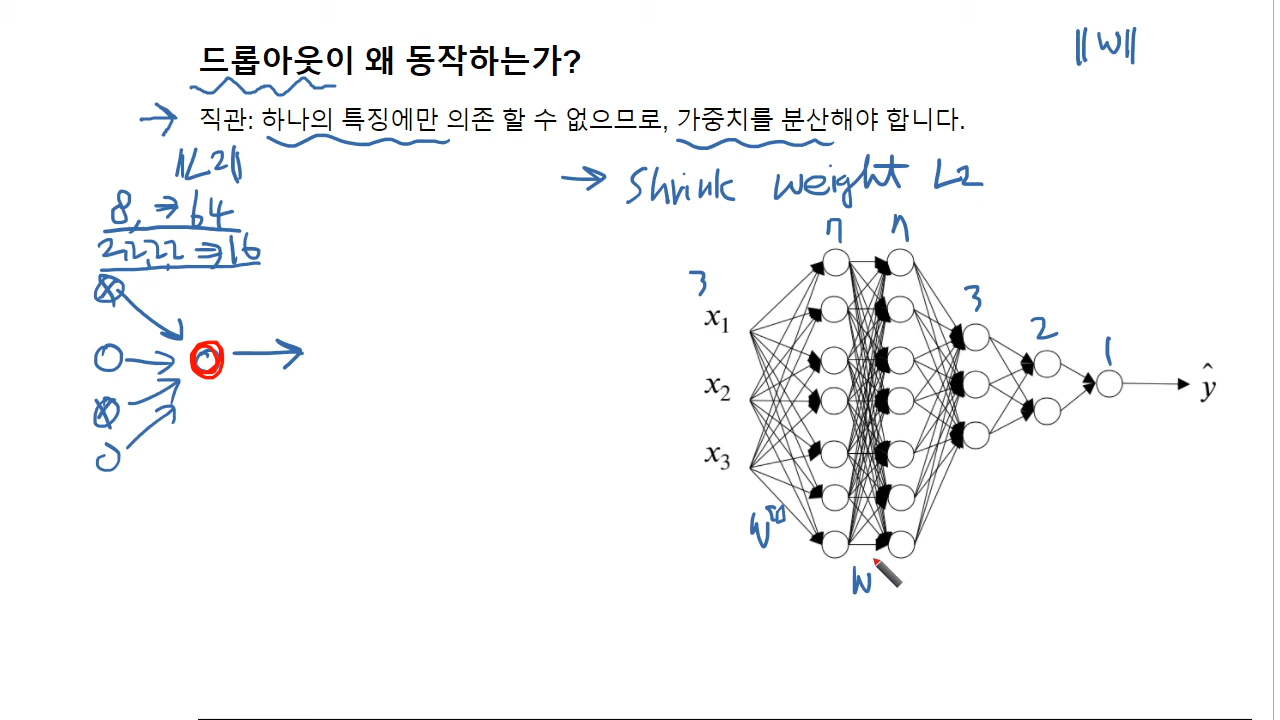 드롭아웃이 왜 동작하는가?
||W||
직관: 하나의 특징에만 의존 할 수 없으므로, 가중치를 분산해야 합니다.
||L2||
→ Shrink weight L2
8, ⇒ 64
2,2,2,2 ⇒ 16
7
7
3
3
2
1
x₁
x₂
x₃
ŷ
W[1]
W